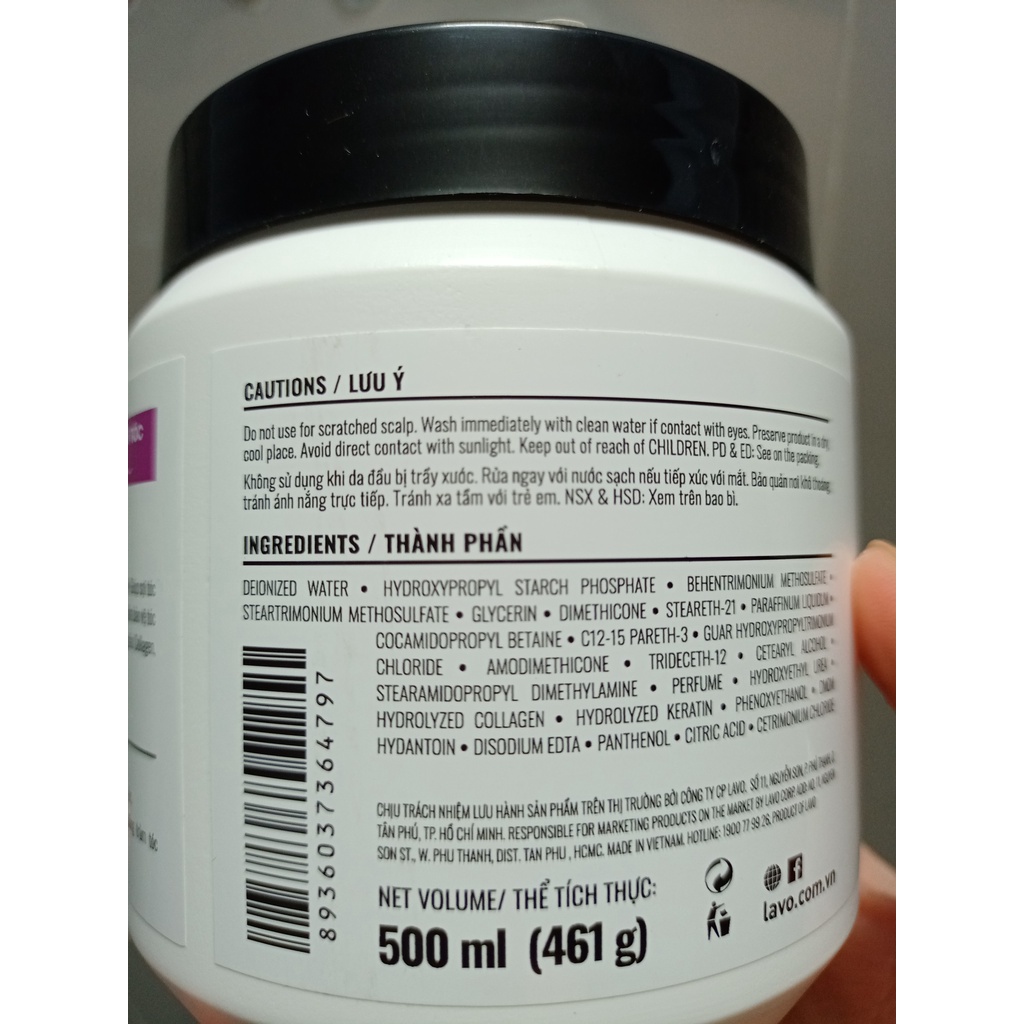 CAUTIONS / LƯU Ý
Do not use for scratched scalp. Wash immediately with clean water if contact with eyes. Preserve product in a dry,
cool place. Avoid direct contact with sunlight. Keep out of reach of CHILDREN. PD & ED: See on the packing.
Không sử dụng khi da đầu bị trầy xước. Rửa ngay với nước sạch nếu tiếp xúc với mắt. Bảo quản nơi khô thoáng,
tránh ánh nắng trực tiếp. Tránh xa tầm với trẻ em. NSX & HSD: Xem trên bao bì.
INGREDIENTS / THÀNH PHẦN
DEIONIZED WATER • HYDROXYPROPYL STARCH PHOSPHATE • BEHENTRIMONIUM METHOSULFATE •
STEARTRIMONIUM METHOSULFATE • GLYCERIN • DIMETHICONE • STEARETH-21 • PARAFFINUM LIQUIDUM •
COCAMIDOPROPYL BETAINE • C12-15 PARETH-3 • GUAR HYDROXYPROPYLTRIMONIUM
CHLORIDE • AMODIMETHICONE • TRIDECETH-12 • CETEARYL ALCOHOL •
STEARAMIDOPROPYL DIMETHYLAMINE • PERFUME • HYDROXYETHYL UREA •
HYDROLYZED COLLAGEN • HYDROLYZED KERATIN • PHENOXYETHANOL • DMDM
HYDANTOIN • DISODIUM EDTA • PANTHENOL • CITRIC ACID • CETRIMONIUM CHLORIDE
8936037364797
CHỊU TRÁCH NHIỆM LƯU HÀNH SẢN PHẨM TRÊN THỊ TRƯỜNG BỞI CÔNG TY CP LAVO. SỐ 11, NGUYỄN SƠN, P. PHÚ THẠNH, Q.
TÂN PHÚ, TP. HỒ CHÍ MINH. RESPONSIBLE FOR MARKETING PRODUCTS ON THE MARKET BY LAVO CORP. ADD: NO. 11, NGUYEN
SON ST., W. PHU THANH, DIST. TAN PHU , HCMC. MADE IN VIETNAM. HOTLINE: 1900 77 99 26. PRODUCT OF LAVO
NET VOLUME/ THỂ TÍCH THỰC:
500 ml (461 g)
lavo.com.vn